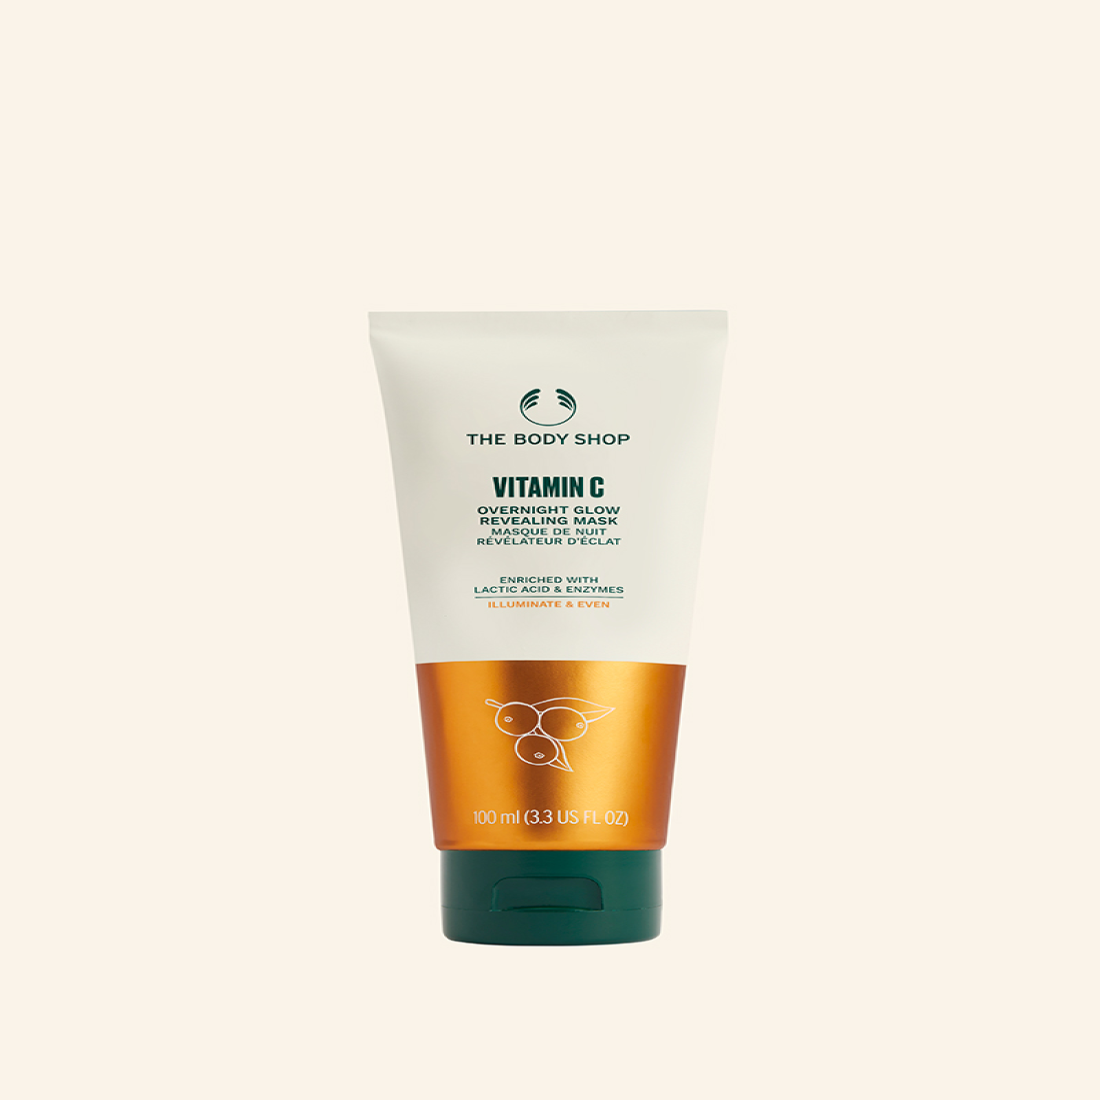 THE BODY SHOP
VITAMIN C
OVERNIGHT GLOW
REVEALING MASK
MASQUE DE NUIT
RÉVÉLATEUR D'ÉCLAT
ENRICHED WITH
LACTIC ACID & ENZYMES
ILLUMINATE & EVEN
100 ml (3.3 US FL OZ)